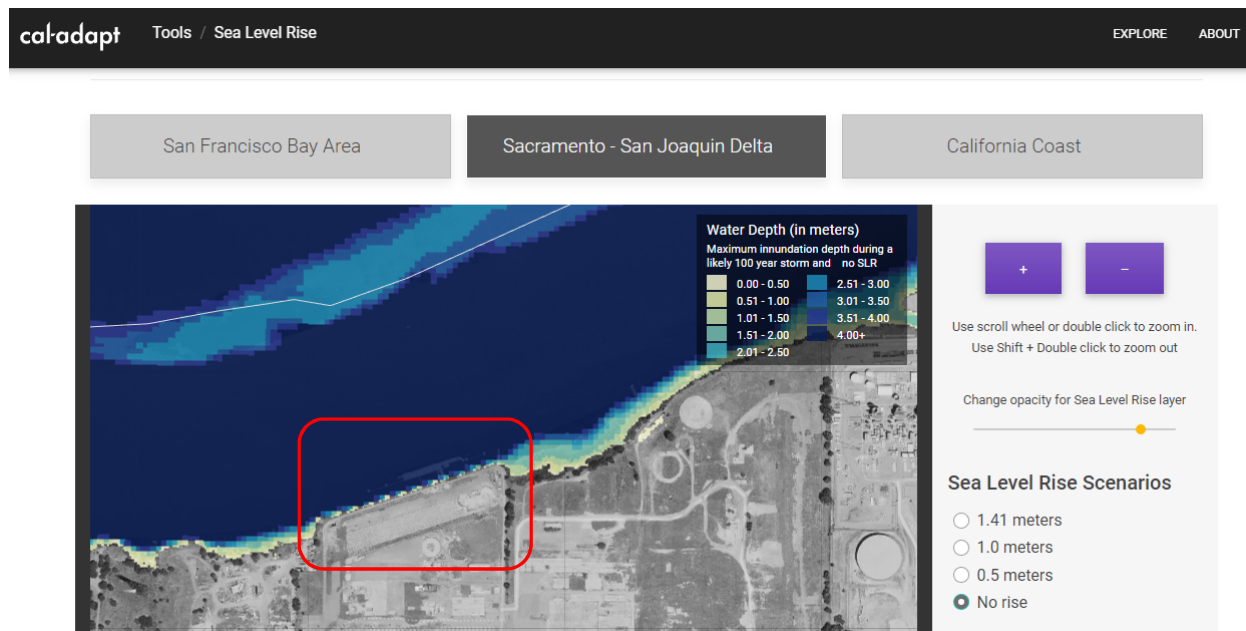 cal-adapt Tools / Sea Level Rise EXPLORE ABOUT
San Francisco Bay Area
Sacramento - San Joaquin Delta
California Coast
Water Depth (in meters)
Maximum innundation depth during a
likely 100 year storm and no SLR
0.00 - 0.50
0.51 - 1.00
1.01 - 1.50
1.51 - 2.00
2.01 - 2.50
2.51 - 3.00
3.01 - 3.50
3.51 - 4.00
4.00+
+
−
Use scroll wheel or double click to zoom in.
Use Shift + Double click to zoom out
Change opacity for Sea Level Rise layer
Sea Level Rise Scenarios
1.41 meters
1.0 meters
0.5 meters
No rise